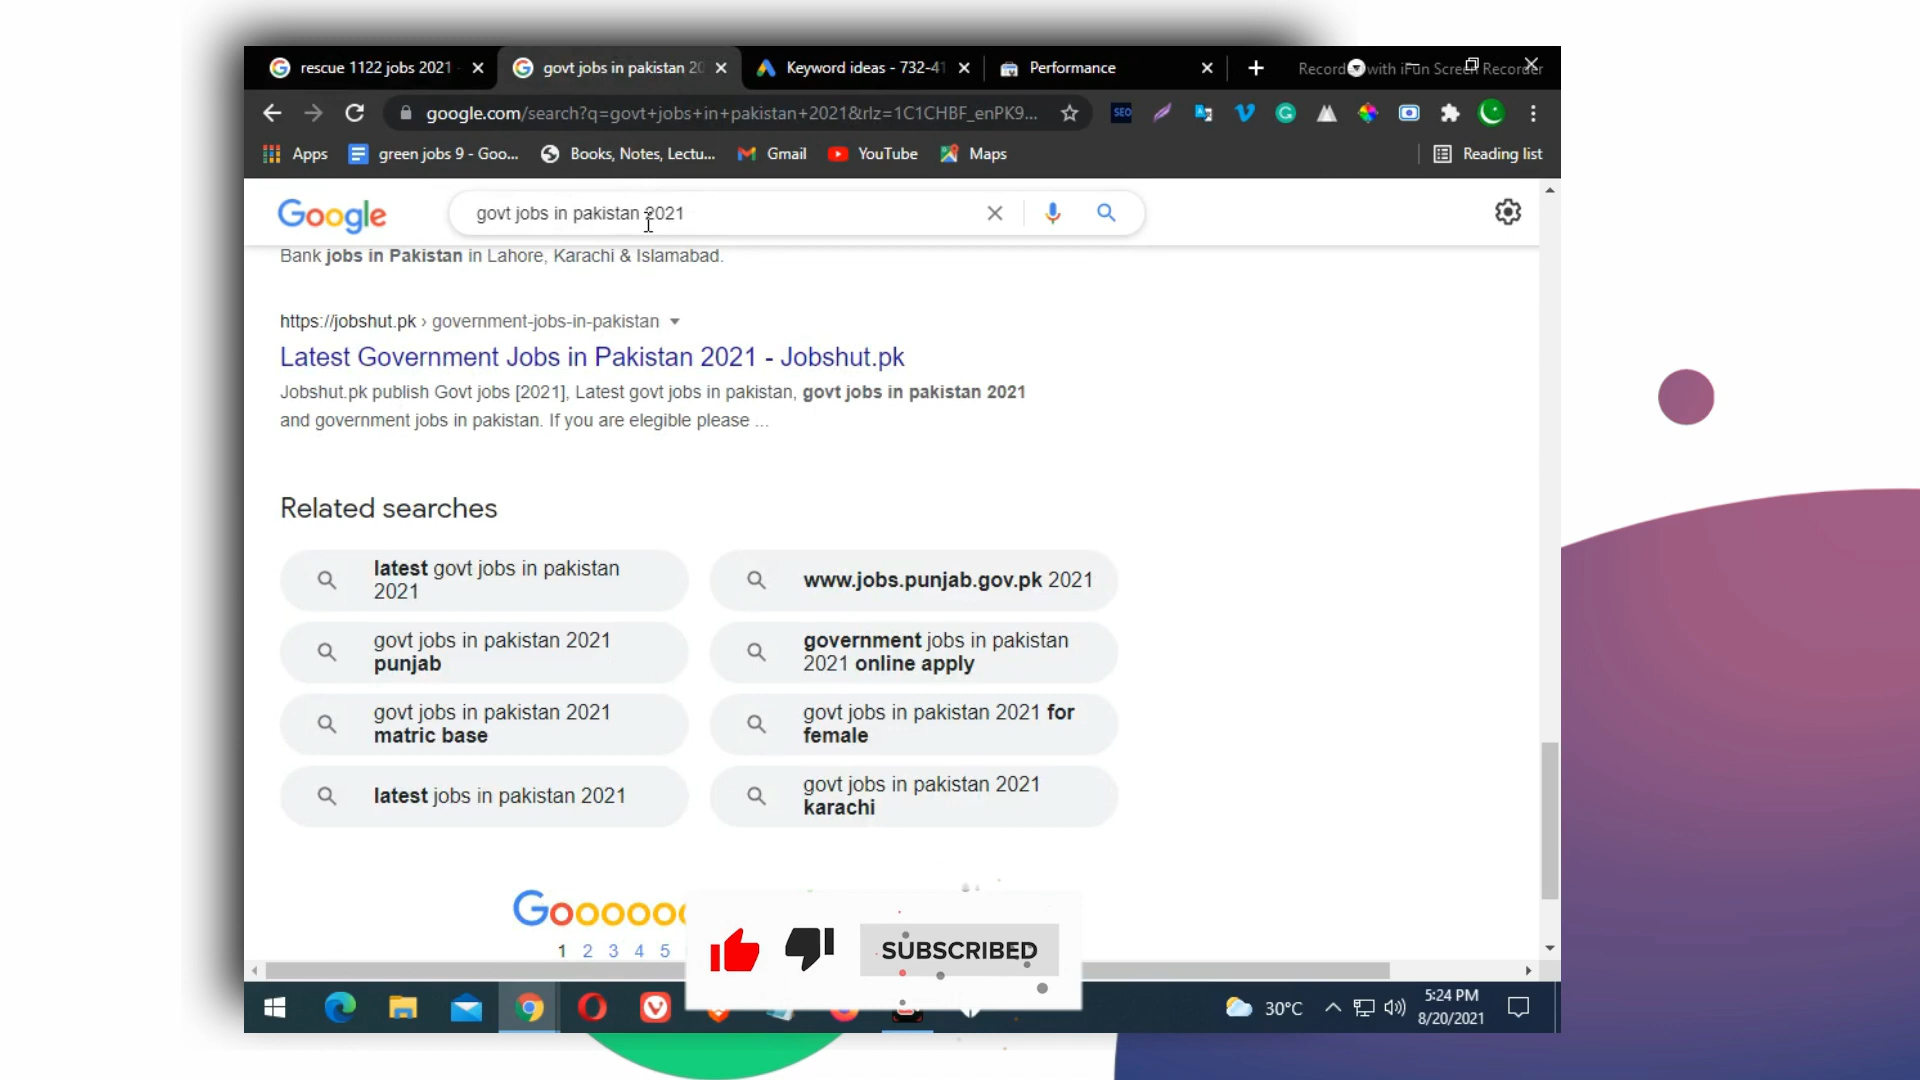 rescue 1122 jobs 2021
govt jobs in pakistan 20
Keyword ideas - 732-41
Performance
Recorded with iFun Screen Recorder
google.com/search?q=govt+jobs+in+pakistan+2021&rlz=1C1CHBF_enPK9...
SEO
Apps
green jobs 9 - Goo...
Books, Notes, Lectu...
Gmail
YouTube
Maps
Reading list
Google
govt jobs in pakistan 2021
Bank jobs in Pakistan in Lahore, Karachi & Islamabad.
https://jobshut.pk › government-jobs-in-pakistan
Latest Government Jobs in Pakistan 2021 - Jobshut.pk
Jobshut.pk publish Govt jobs [2021], Latest govt jobs in pakistan, govt jobs in pakistan 2021
and government jobs in pakistan. If you are elegible please ...
Related searches
latest govt jobs in pakistan
2021
www.jobs.punjab.gov.pk 2021
govt jobs in pakistan 2021
punjab
government jobs in pakistan
2021 online apply
govt jobs in pakistan 2021
matric base
govt jobs in pakistan 2021 for
female
latest jobs in pakistan 2021
govt jobs in pakistan 2021
karachi
Goooooo
1 2 3 4 5
SUBSCRIBED
30°C
5:24 PM
8/20/2021